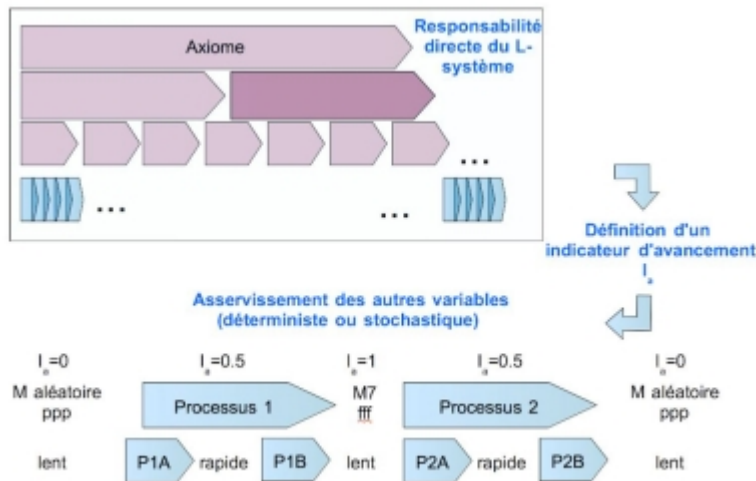 Axiome
Responsabilité
directe du L-
système
...
...
...
Définition d'un
indicateur d'avancement
Iₐ
Asservissement des autres variables
(déterministe ou stochastique)
Iₐ=0 Iₐ=0.5 Iₐ=1 Iₐ=0.5 Iₐ=0
M aléatoire Processus 1 M7 Processus 2 M aléatoire
ppp fff ppp
lent P1A rapide P1B lent P2A rapide P2B lent